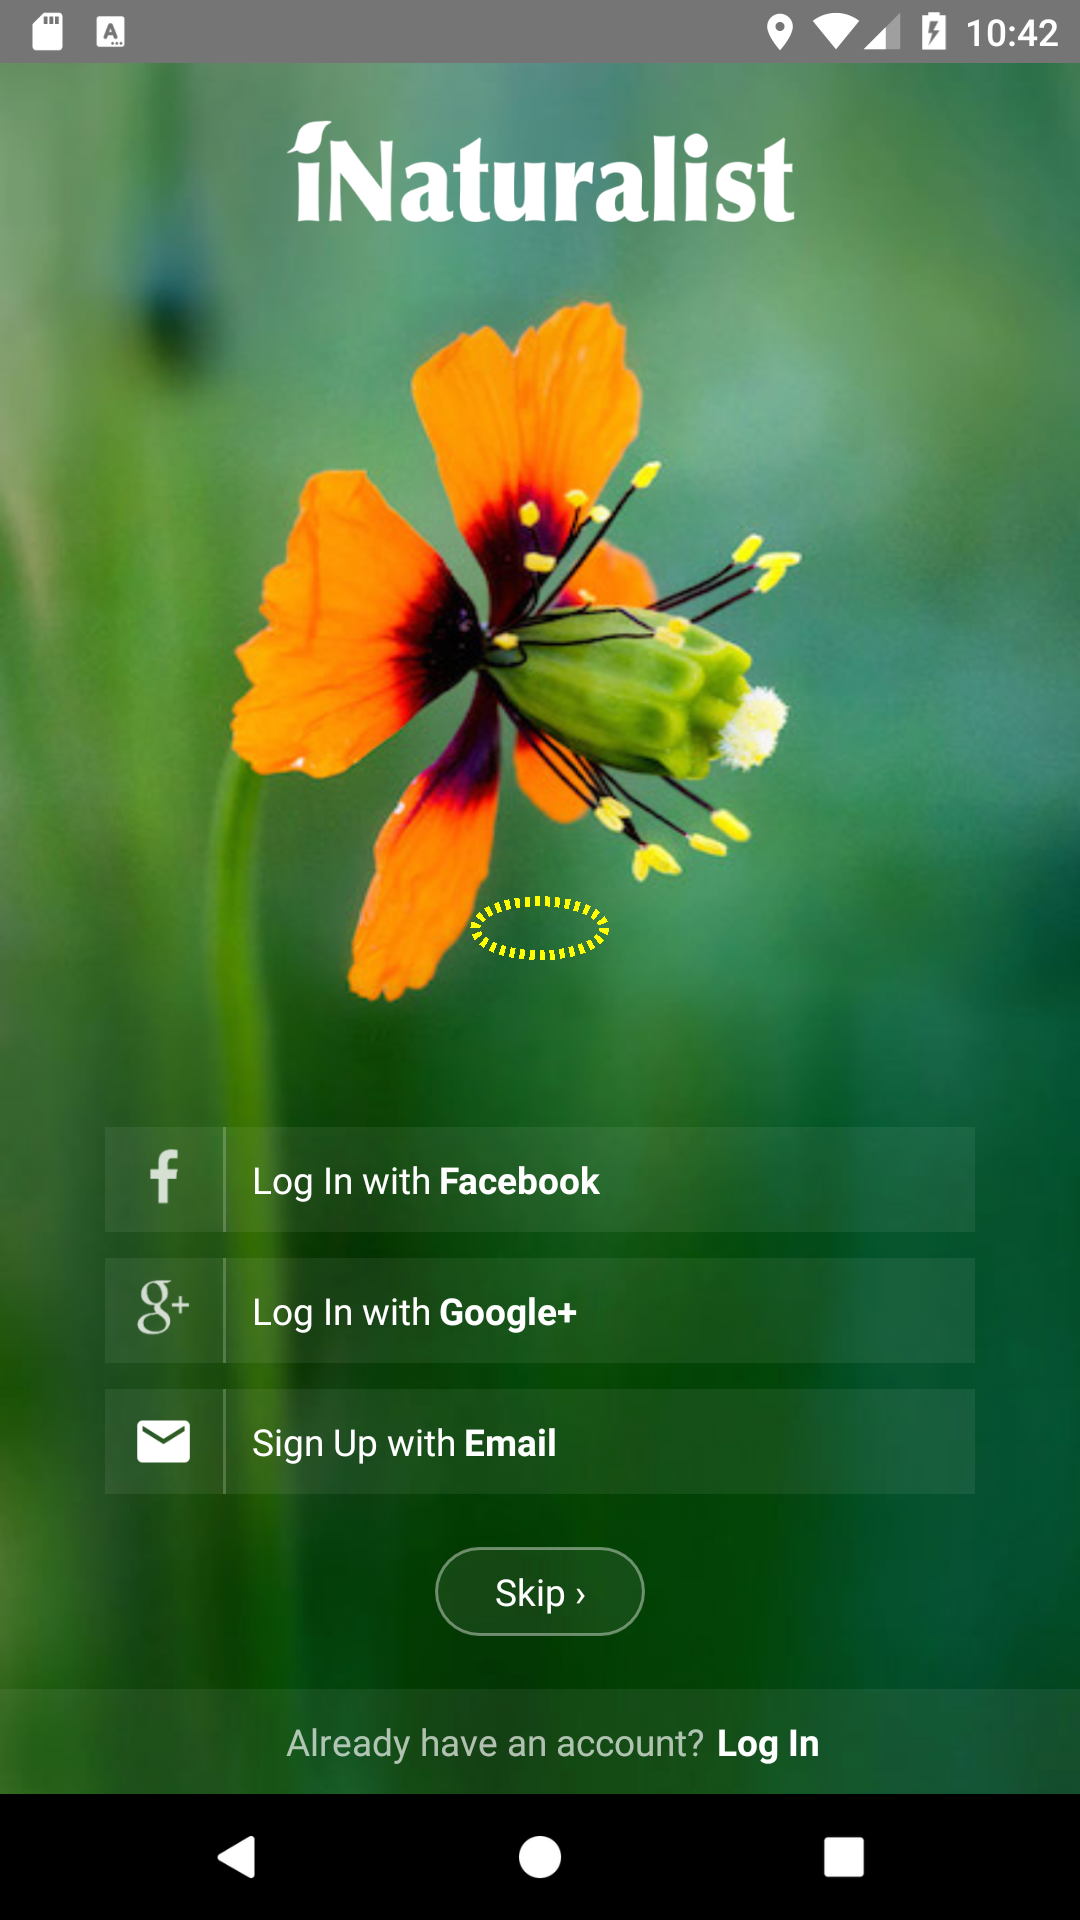 10:42
iNaturalist
Log In with Facebook
g+
Log In with Google+
Sign Up with Email
Skip ›
Already have an account? Log In